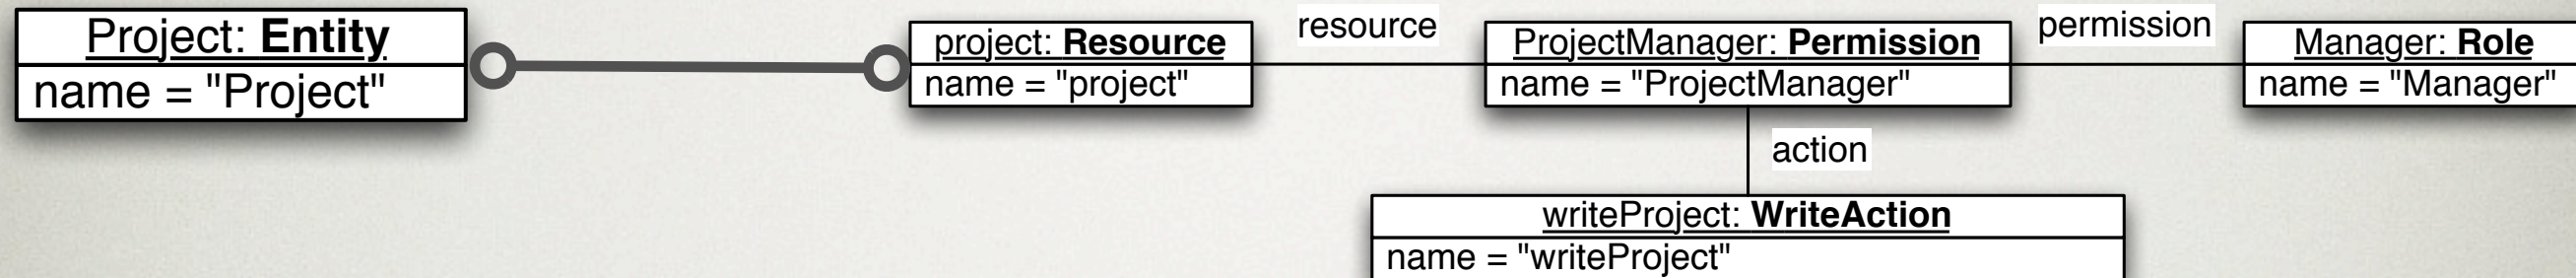 Project: Entity
name = "Project"
project: Resource
name = "project"
resource
ProjectManager: Permission
name = "ProjectManager"
permission
Manager: Role
name = "Manager"
action
writeProject: WriteAction
name = "writeProject"